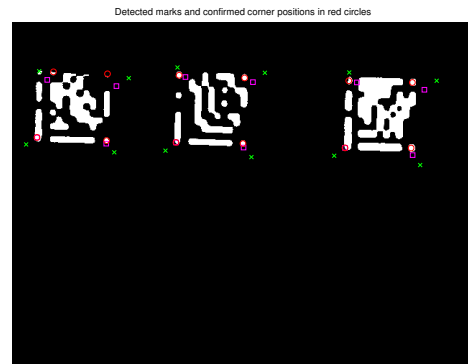 Detected marks and confirmed corner positions in red circles